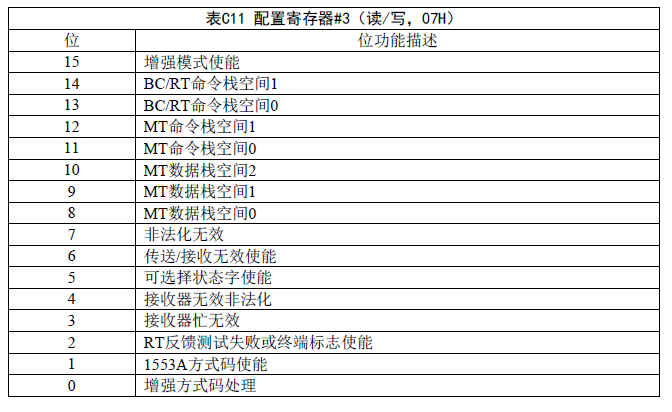 表C11 配置寄存器#3（读/写，07H）
位 位功能描述
15 增强模式使能
14 BC/RT命令栈空间1
13 BC/RT命令栈空间0
12 MT命令栈空间1
11 MT命令栈空间0
10 MT数据栈空间2
9 MT数据栈空间1
8 MT数据栈空间0
7 非法化无效
6 传送/接收无效使能
5 可选择状态字使能
4 接收器无效非法化
3 接收器忙无效
2 RT反馈测试失败或终端标志使能
1 1553A方式码使能
0 增强方式码处理